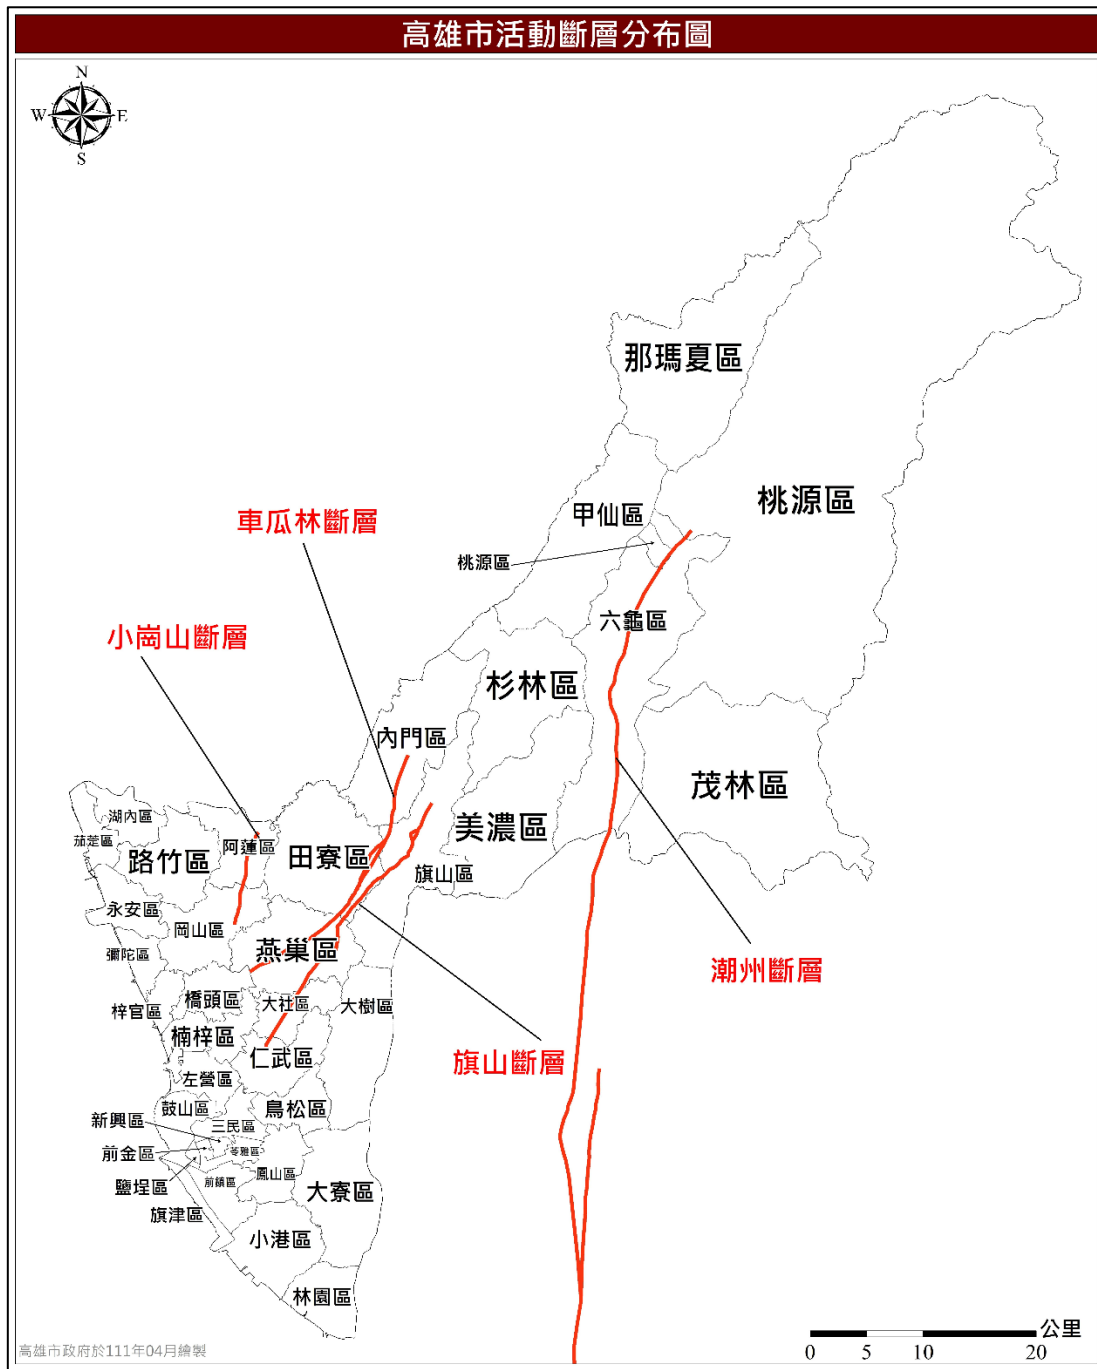 高雄市活動斷層分布圖
N
W E
S
那瑪夏區
桃源區
甲仙區
車瓜林斷層
桃源區
六龜區
小崗山斷層
杉林區
內門區
茂林區
湖內區
美濃區
茄萣區
阿蓮區
路竹區
田寮區
旗山區
永安區
岡山區
燕巢區
彌陀區
潮州斷層
橋頭區
大社區
大樹區
梓官區
楠梓區
仁武區
旗山斷層
左營區
鼓山區
鳥松區
新興區
三民區
前金區
苓雅區
鳳山區
鹽埕區
前鎮區
大寮區
旗津區
小港區
林園區
公里
0 5 10 20
高雄市政府於111年04月繪製